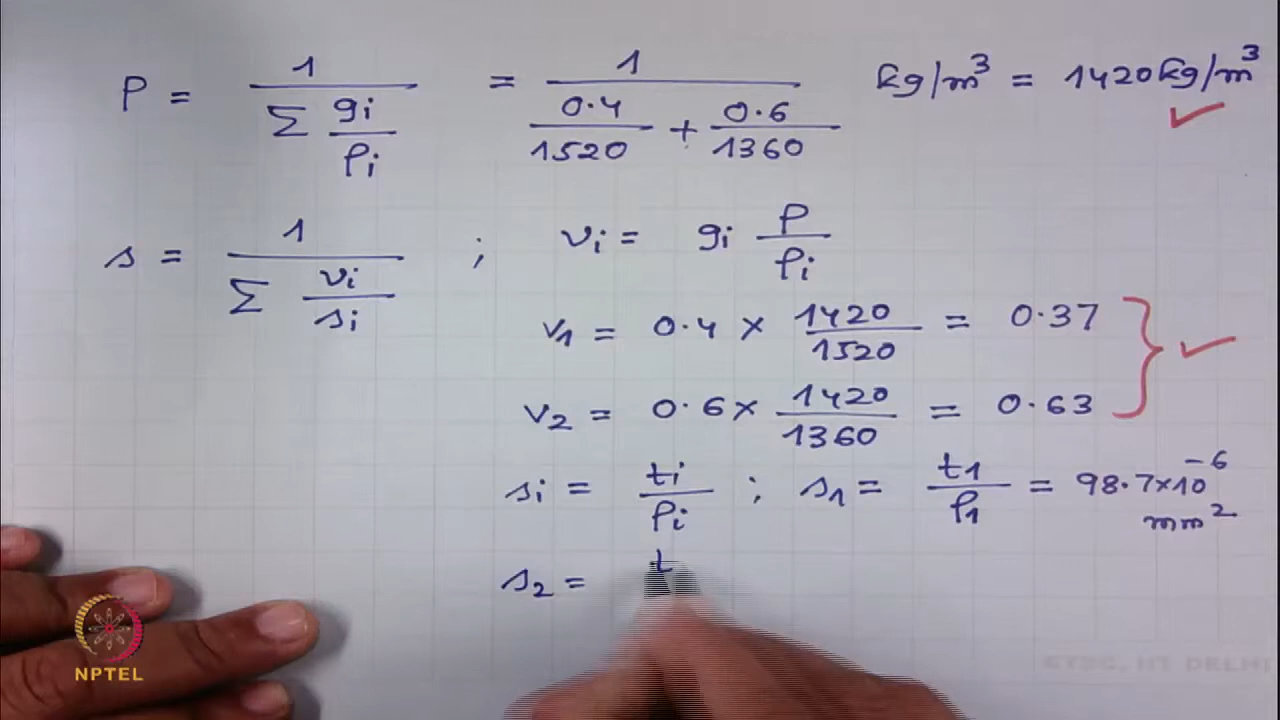 ρ = 1 / Σ gi/ρi = 1 / (0.4/1520 + 0.6/1360) kg/m³ = 1420 kg/m³
s = 1 / Σ vi/si ; vi = gi ρ/ρi
v1 = 0.4 × 1420/1520 = 0.37
v2 = 0.6 × 1420/1360 = 0.63
si = ti/ρi ; s1 = t1/ρ1 = 98.7×10⁻⁶ mm²
s2 = t
NPTEL